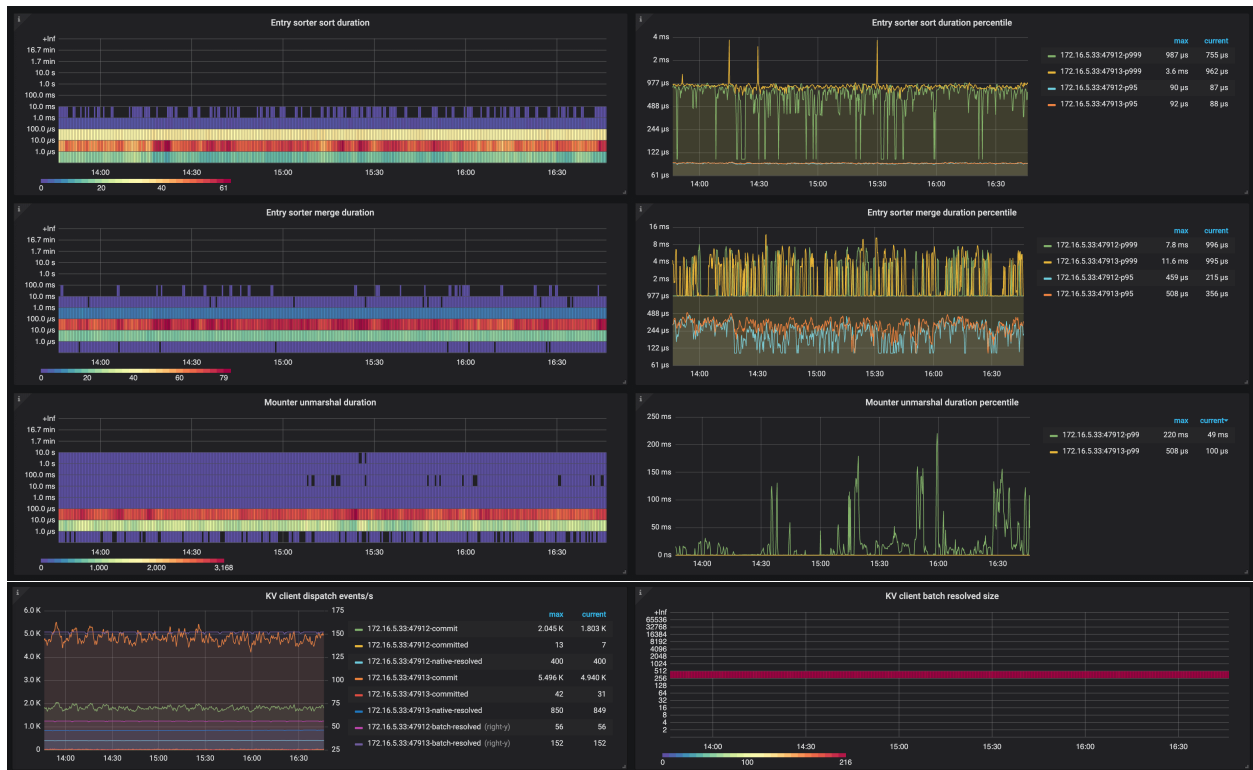 Entry sorter sort duration
+Inf
16.7 min
1.7 min
10.0 s
1.0 s
100.0 ms
10.0 ms
1.0 ms
100.0 µs
10.0 µs
1.0 µs
14:00 14:30 15:00 15:30 16:00 16:30
0 20 40 61
Entry sorter sort duration percentile
4 ms
2 ms
977 µs
488 µs
244 µs
122 µs
61 µs
14:00 14:30 15:00 15:30 16:00 16:30
max current
172.16.5.33:47912-p999 987 µs 755 µs
172.16.5.33:47913-p999 3.6 ms 962 µs
172.16.5.33:47912-p95 90 µs 87 µs
172.16.5.33:47913-p95 92 µs 88 µs
Entry sorter merge duration
+Inf
16.7 min
1.7 min
10.0 s
1.0 s
100.0 ms
10.0 ms
1.0 ms
100.0 µs
10.0 µs
1.0 µs
14:00 14:30 15:00 15:30 16:00 16:30
0 20 40 60 79
Entry sorter merge duration percentile
16 ms
8 ms
4 ms
2 ms
977 µs
488 µs
244 µs
122 µs
61 µs
14:00 14:30 15:00 15:30 16:00 16:30
max current
172.16.5.33:47912-p999 7.8 ms 996 µs
172.16.5.33:47913-p999 11.6 ms 995 µs
172.16.5.33:47912-p95 459 µs 215 µs
172.16.5.33:47913-p95 508 µs 356 µs
Mounter unmarshal duration
+Inf
16.7 min
1.7 min
10.0 s
1.0 s
100.0 ms
10.0 ms
1.0 ms
100.0 µs
10.0 µs
1.0 µs
14:00 14:30 15:00 15:30 16:00 16:30
0 1,000 2,000 3,168
Mounter unmarshal duration percentile
250 ms
200 ms
150 ms
100 ms
50 ms
0 ns
14:00 14:30 15:00 15:30 16:00 16:30
max current
172.16.5.33:47912-p99 220 ms 49 ms
172.16.5.33:47913-p99 508 µs 100 µs
KV client dispatch events/s
6.0 K 175
5.0 K 150
4.0 K 125
3.0 K 100
2.0 K 75
1.0 K 50
0 25
14:00 14:30 15:00 15:30 16:00 16:30
max current
172.16.5.33:47912-commit 2.045 K 1.803 K
172.16.5.33:47912-committed 13 7
172.16.5.33:47912-native-resolved 400 400
172.16.5.33:47913-commit 5.496 K 4.940 K
172.16.5.33:47913-committed 42 31
172.16.5.33:47913-native-resolved 850 849
172.16.5.33:47912-batch-resolved (right-y) 56 56
172.16.5.33:47913-batch-resolved (right-y) 152 152
KV client batch resolved size
+Inf
65536
32768
16384
8192
4096
2048
1024
512
256
128
64
32
16
8
4
2
14:00 14:30 15:00 15:30 16:00 16:30
0 100 216